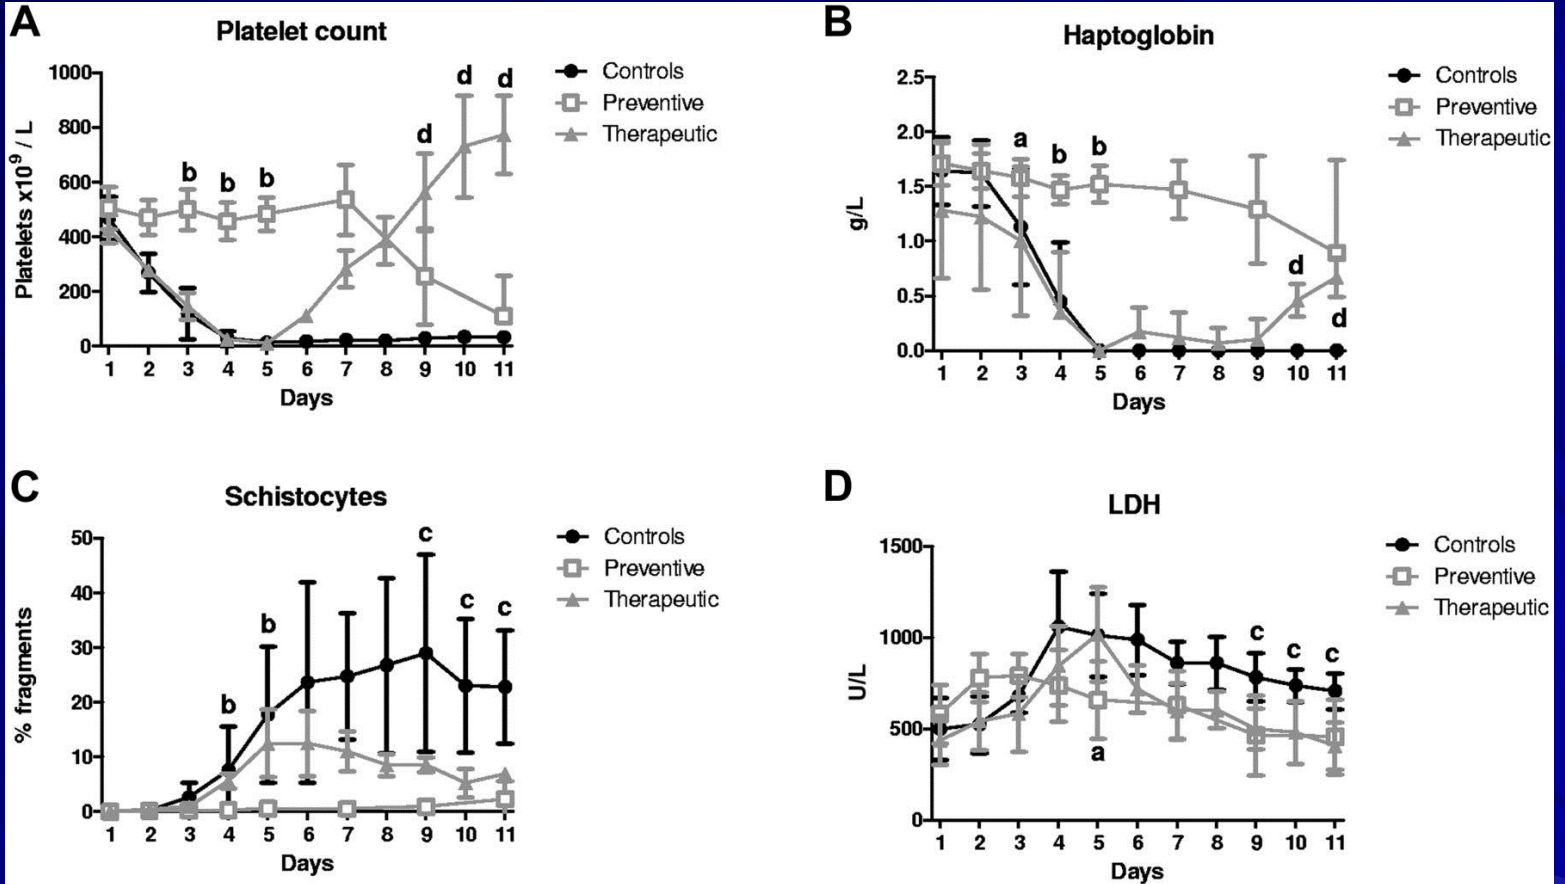 A
Platelet count
Controls
Preventive
Therapeutic
Platelets x10⁹ / L
1000
800
600
400
200
0
b b b d d d
1 2 3 4 5 6 7 8 9 10 11
Days
B
Haptoglobin
Controls
Preventive
Therapeutic
g/L
2.5
2.0
1.5
1.0
0.5
0.0
a b b d d
1 2 3 4 5 6 7 8 9 10 11
Days
C
Schistocytes
Controls
Preventive
Therapeutic
% fragments
50
40
30
20
10
0
b b c c c
1 2 3 4 5 6 7 8 9 10 11
Days
D
LDH
Controls
Preventive
Therapeutic
U/L
1500
1000
500
0
a c c c
1 2 3 4 5 6 7 8 9 10 11
Days